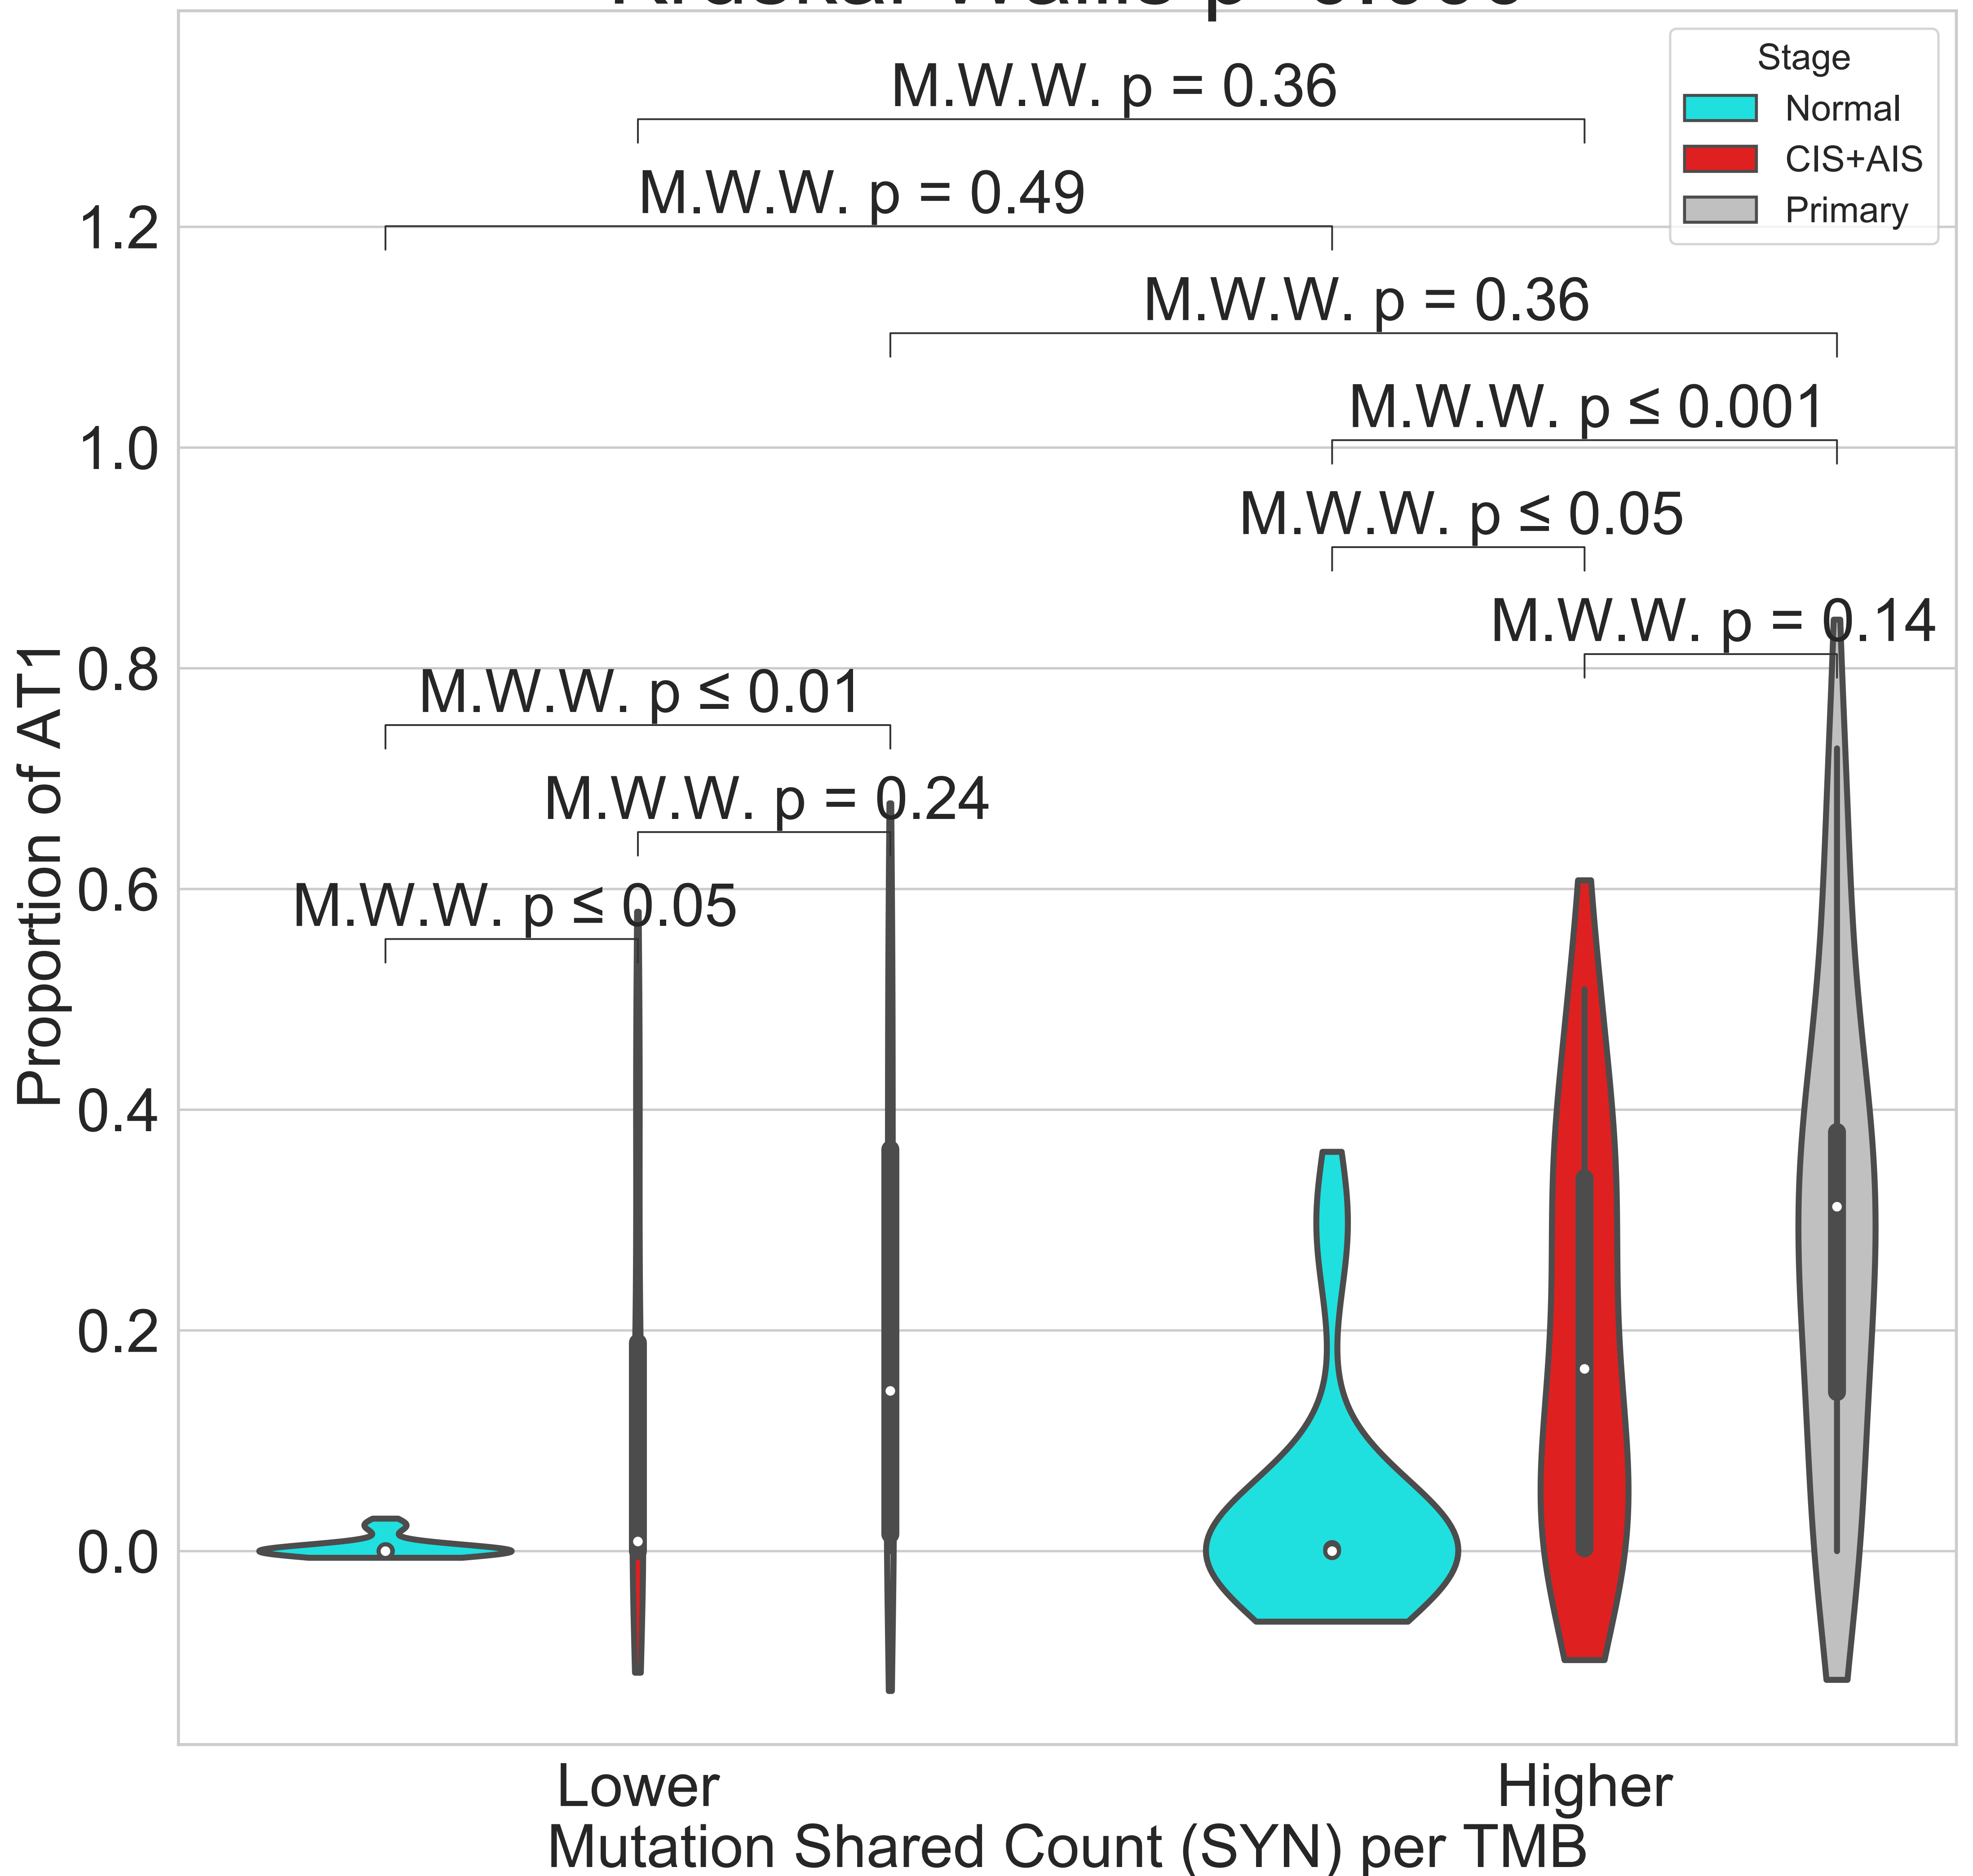 Stage
Normal
CIS+AIS
Primary
M.W.W. p = 0.36
M.W.W. p = 0.49
M.W.W. p = 0.36
M.W.W. p ≤ 0.001
M.W.W. p ≤ 0.05
M.W.W. p = 0.14
M.W.W. p ≤ 0.01
M.W.W. p = 0.24
M.W.W. p ≤ 0.05
Proportion of AT1
1.2
1.0
0.8
0.6
0.4
0.2
0.0
Lower
Higher
Mutation Shared Count (SYN) per TMB